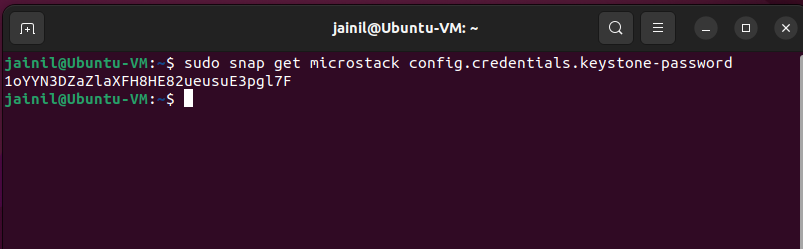 jainil@Ubuntu-VM: ~
jainil@Ubuntu-VM:~$ sudo snap get microstack config.credentials.keystone-password
1oYYN3DZaZlaXFH8HE82ueusuE3pgl7F
jainil@Ubuntu-VM:~$